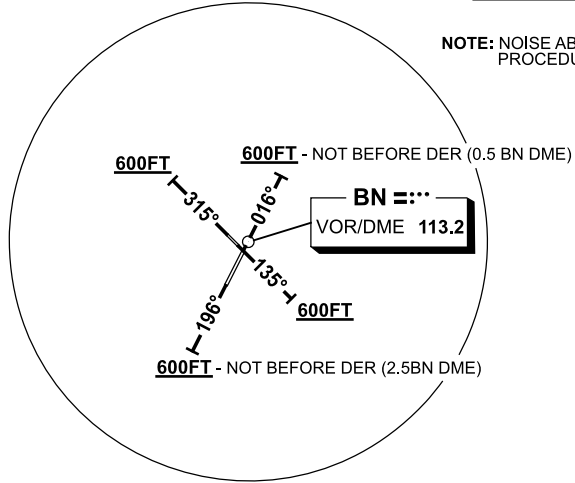 NOTE: NOISE AB
PROCEDU
600FT
600FT - NOT BEFORE DER (0.5 BN DME)
315°
016°
BN
VOR/DME 113.2
135°
600FT
196°
600FT - NOT BEFORE DER (2.5BN DME)